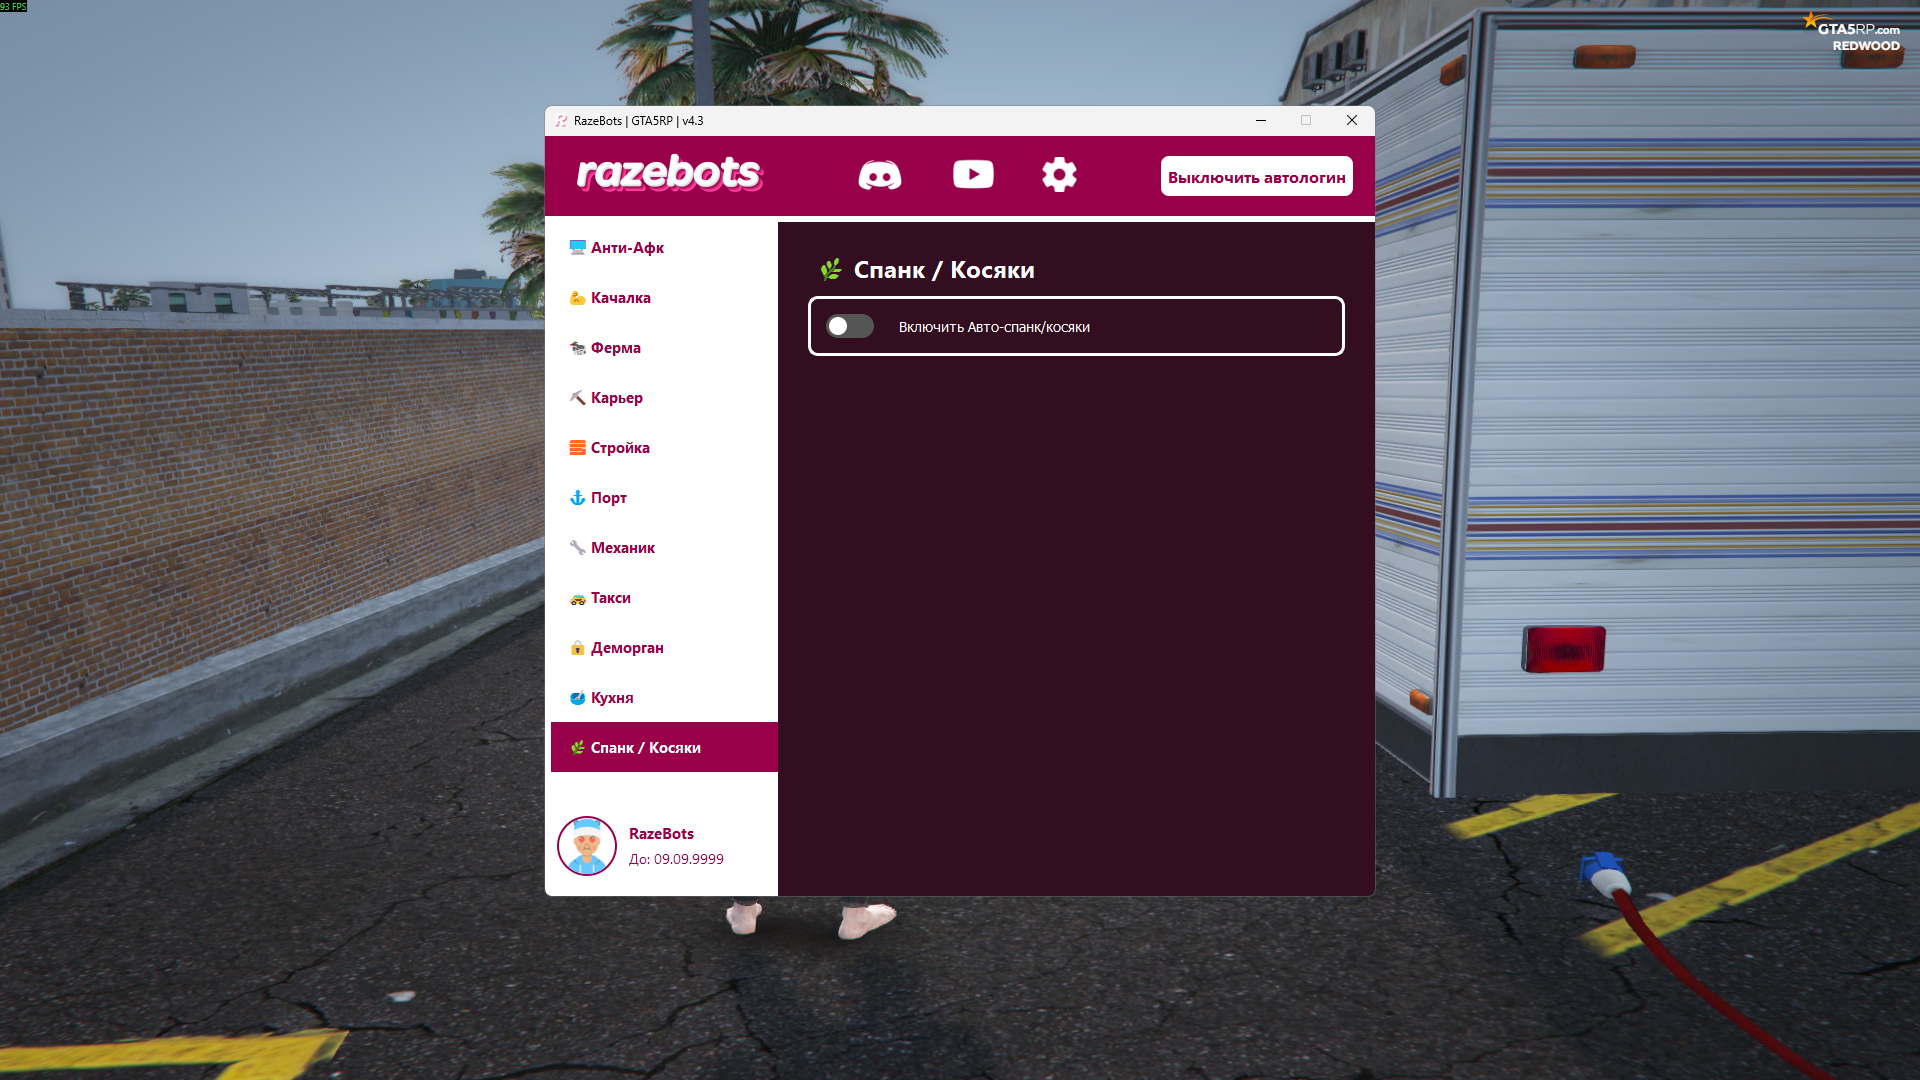 93 FPS
GTA5RP.com
REDWOOD
RazeBots | GTA5RP | v4.3
razebots
Выключить автологин
Анти-Афк
Качалка
Ферма
Карьер
Стройка
Порт
Механик
Такси
Деморган
Кухня
Спанк / Косяки
RazeBots
До: 09.09.9999
Спанк / Косяки
Включить Авто-спанк/косяки